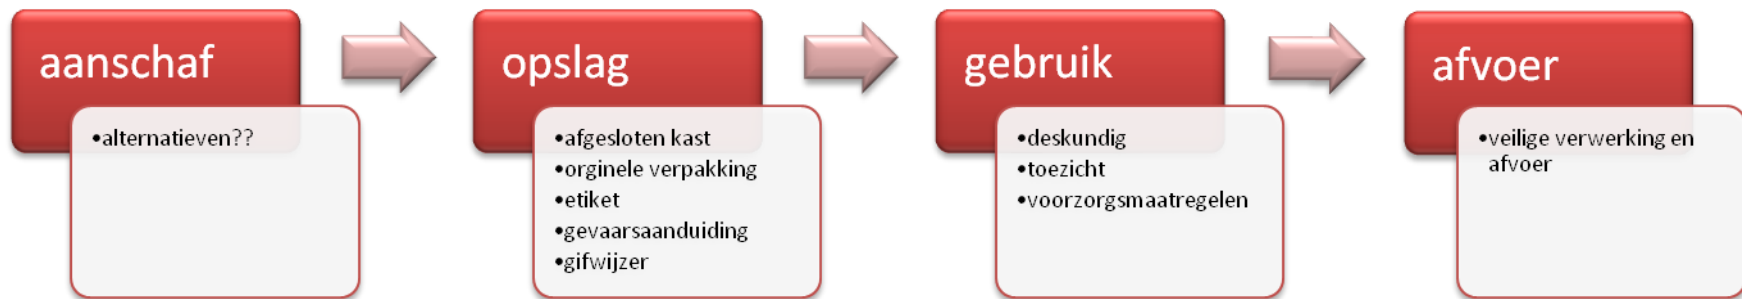 aanschaf
•alternatieven??
opslag
•afgesloten kast
•orginele verpakking
•etiket
•gevaarsaanduiding
•gifwijzer
gebruik
•deskundig
•toezicht
•voorzorgsmaatregelen
afvoer
•veilige verwerking en
afvoer